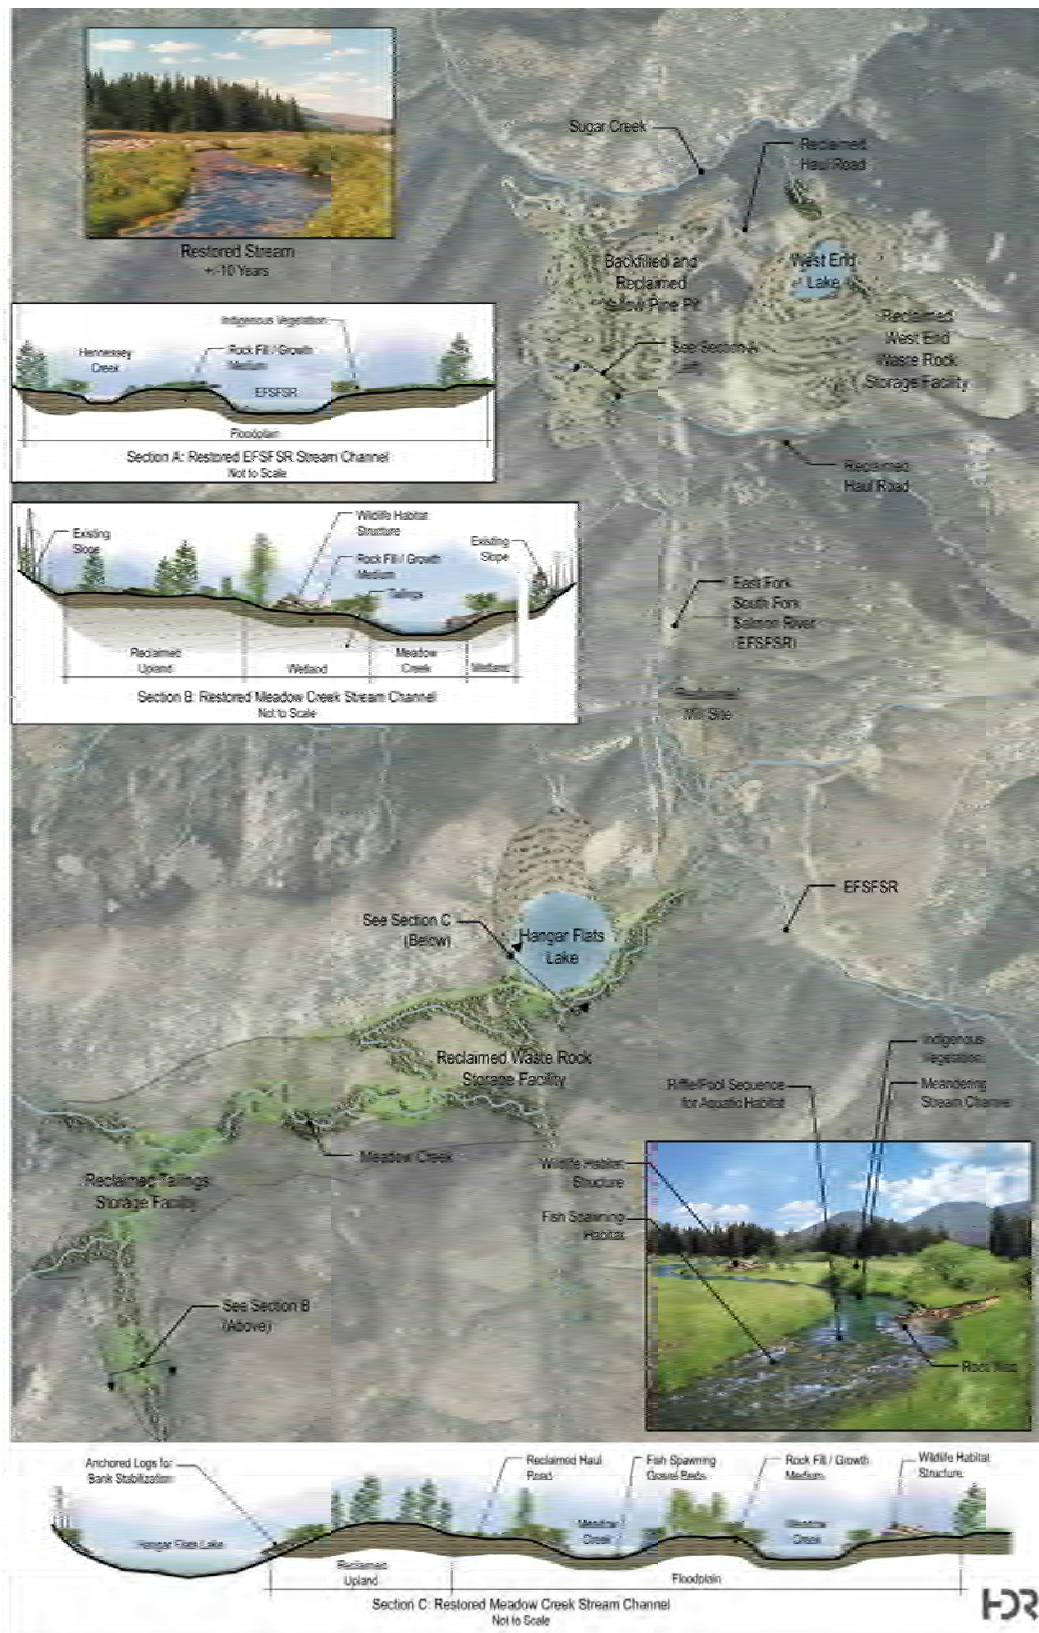 Sugar Creek
Reclaimed
Haul Road
Restored Stream
+/-10 Years
Backfilled and
Reclaimed
Yellow Pine Pit
West End
Lake
Reclaimed
West End
Waste Rock
Storage Facility
See Section A
Reclaimed
Haul Road
Indigenous Vegetation
Hennessey
Creek
Rock Fill / Growth
Medium
EFSFSR
Floodplain
Section A: Restored EFSFSR Stream Channel
Not to Scale
Wildlife Habitat
Structure
Existing
Slope
Rock Fill / Growth
Medium
Existing
Slope
Tailings
Reclaimed
Upland
Wetland
Meadow
Creek
Wetland
Section B: Restored Meadow Creek Stream Channel
Not to Scale
East Fork
South Fork
Salmon River
(EFSFSR)
Reclaimed
Mill Site
EFSFSR
See Section C
(Below)
Hangar Flats
Lake
Reclaimed Waste Rock
Storage Facility
Indigenous
Vegetation
Riffle/Pool Sequence
for Aquatic Habitat
Meandering
Stream Channel
Meadow Creek
Wildlife Habitat
Structure
Reclaimed Tailings
Storage Facility
Fish Spawning
Habitat
See Section B
(Above)
Root Wad
Anchored Logs for
Bank Stabilization
Reclaimed Haul
Road
Fish Spawning
Gravel Beds
Rock Fill / Growth
Medium
Wildlife Habitat
Structure
Hangar Flats Lake
Meadow
Creek
Meadow
Creek
Reclaimed
Upland
Floodplain
Section C: Restored Meadow Creek Stream Channel
Not to Scale
HDR